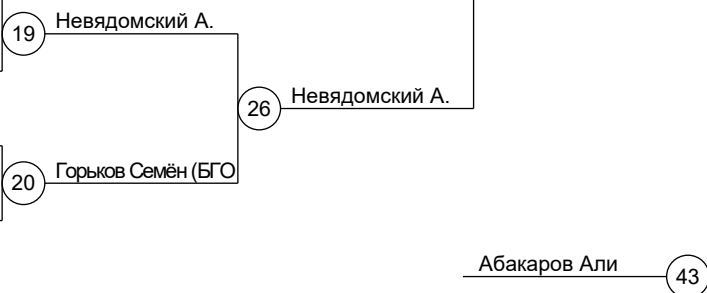 19
Невядомский А.
26
Невядомский А.
20
Горьков Семён (БГО
Абакаров Али
43